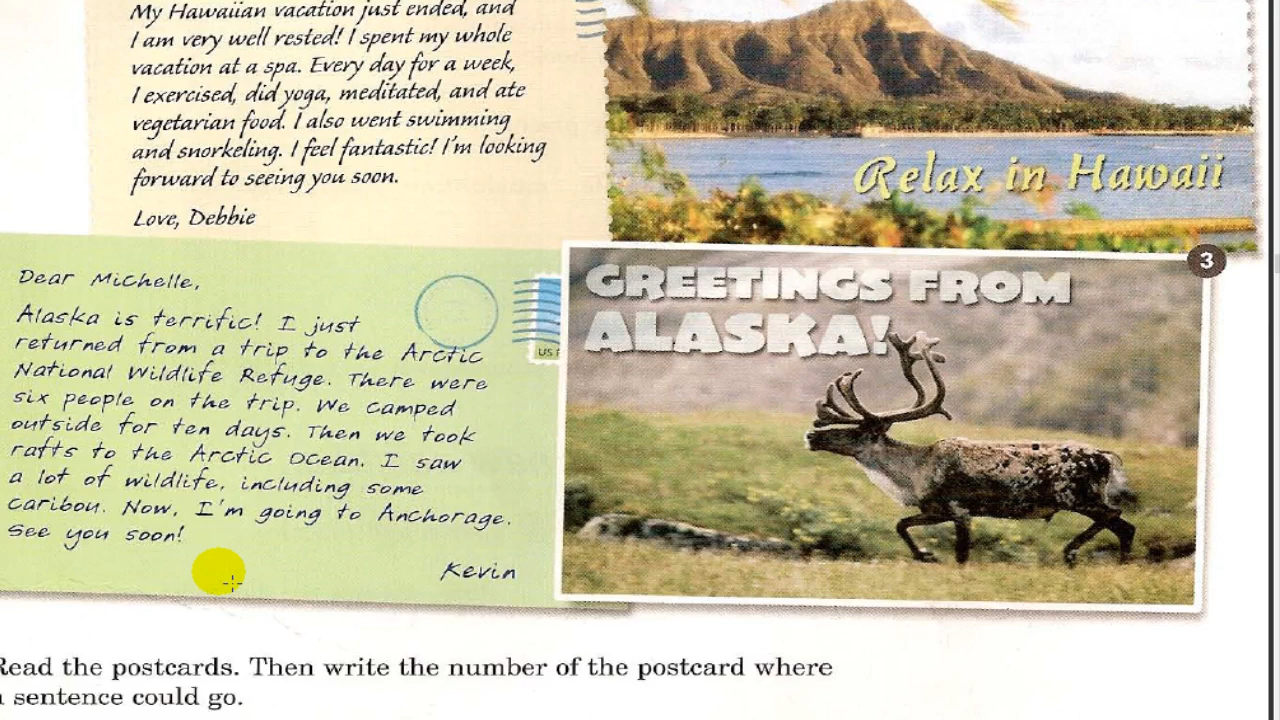 My Hawaiian vacation just ended, and
I am very well rested! I spent my whole
vacation at a spa. Every day for a week,
I exercised, did yoga, meditated, and ate
vegetarian food. I also went swimming
and snorkeling. I feel fantastic! I'm looking
forward to seeing you soon.
Love, Debbie
Relax in Hawaii
3
Dear Michelle,
Alaska is terrific! I just
returned from a trip to the Arctic
National Wildlife Refuge. There were
six people on the trip. We camped
outside for ten days. Then we took
rafts to the Arctic Ocean. I saw
a lot of wildlife, including some
caribou. Now, I'm going to Anchorage.
See you soon!
Kevin
US
GREETINGS FROM
ALASKA!
Read the postcards. Then write the number of the postcard where
sentence could go.